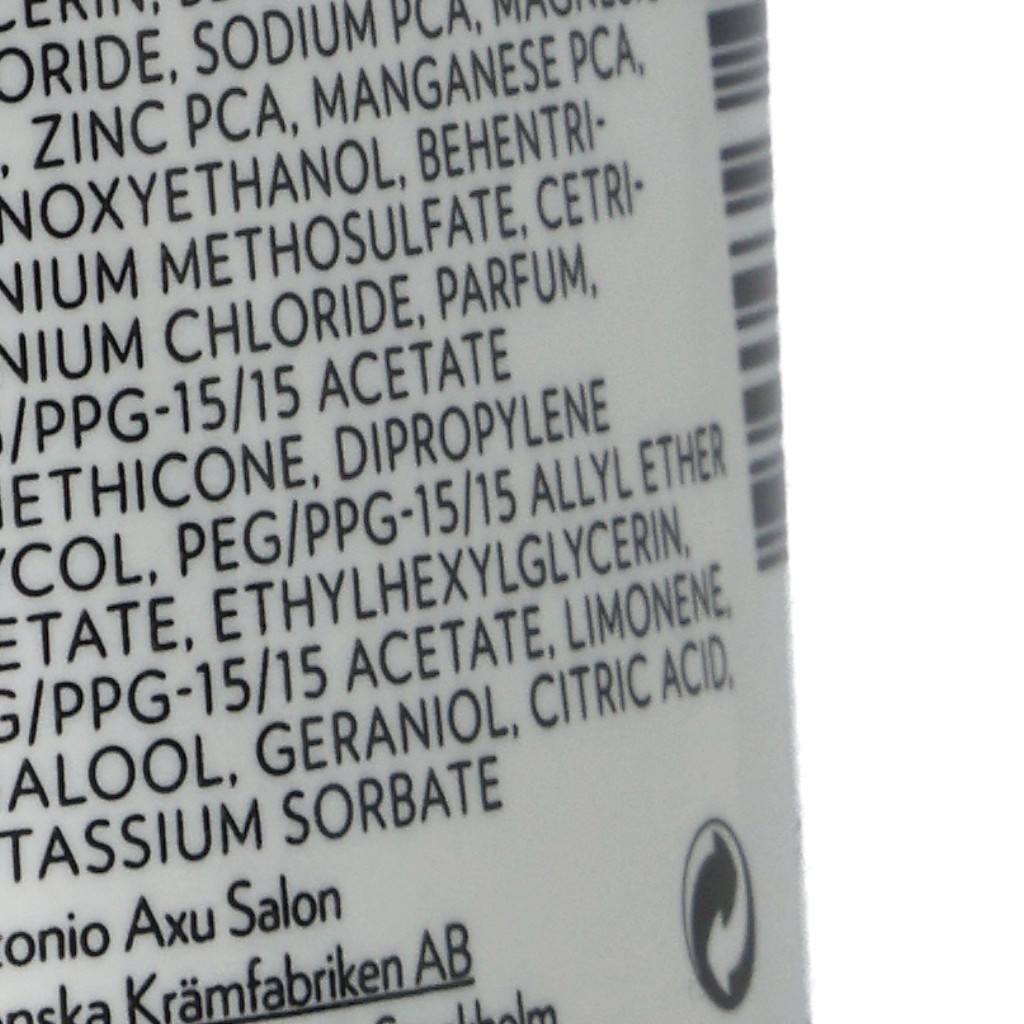 SODIUM PCA,
ZINC PCA, MANGANESE PCA,
NOXYETHANOL, BEHENTRI-
NIUM METHOSULFATE, CETRI-
NIUM CHLORIDE, PARFUM,
/PPG-15/15 ACETATE
ETHICONE, DIPROPYLENE
YCOL, PEG/PPG-15/15 ALLYL ETHER
ETATE, ETHYLHEXYLGLYCERIN,
G/PPG-15/15 ACETATE, LIMONENE,
ALOOL, GERANIOL, CITRIC ACID,
TASSIUM SORBATE
tonio Axu Salon
nska Krämfabriken AB